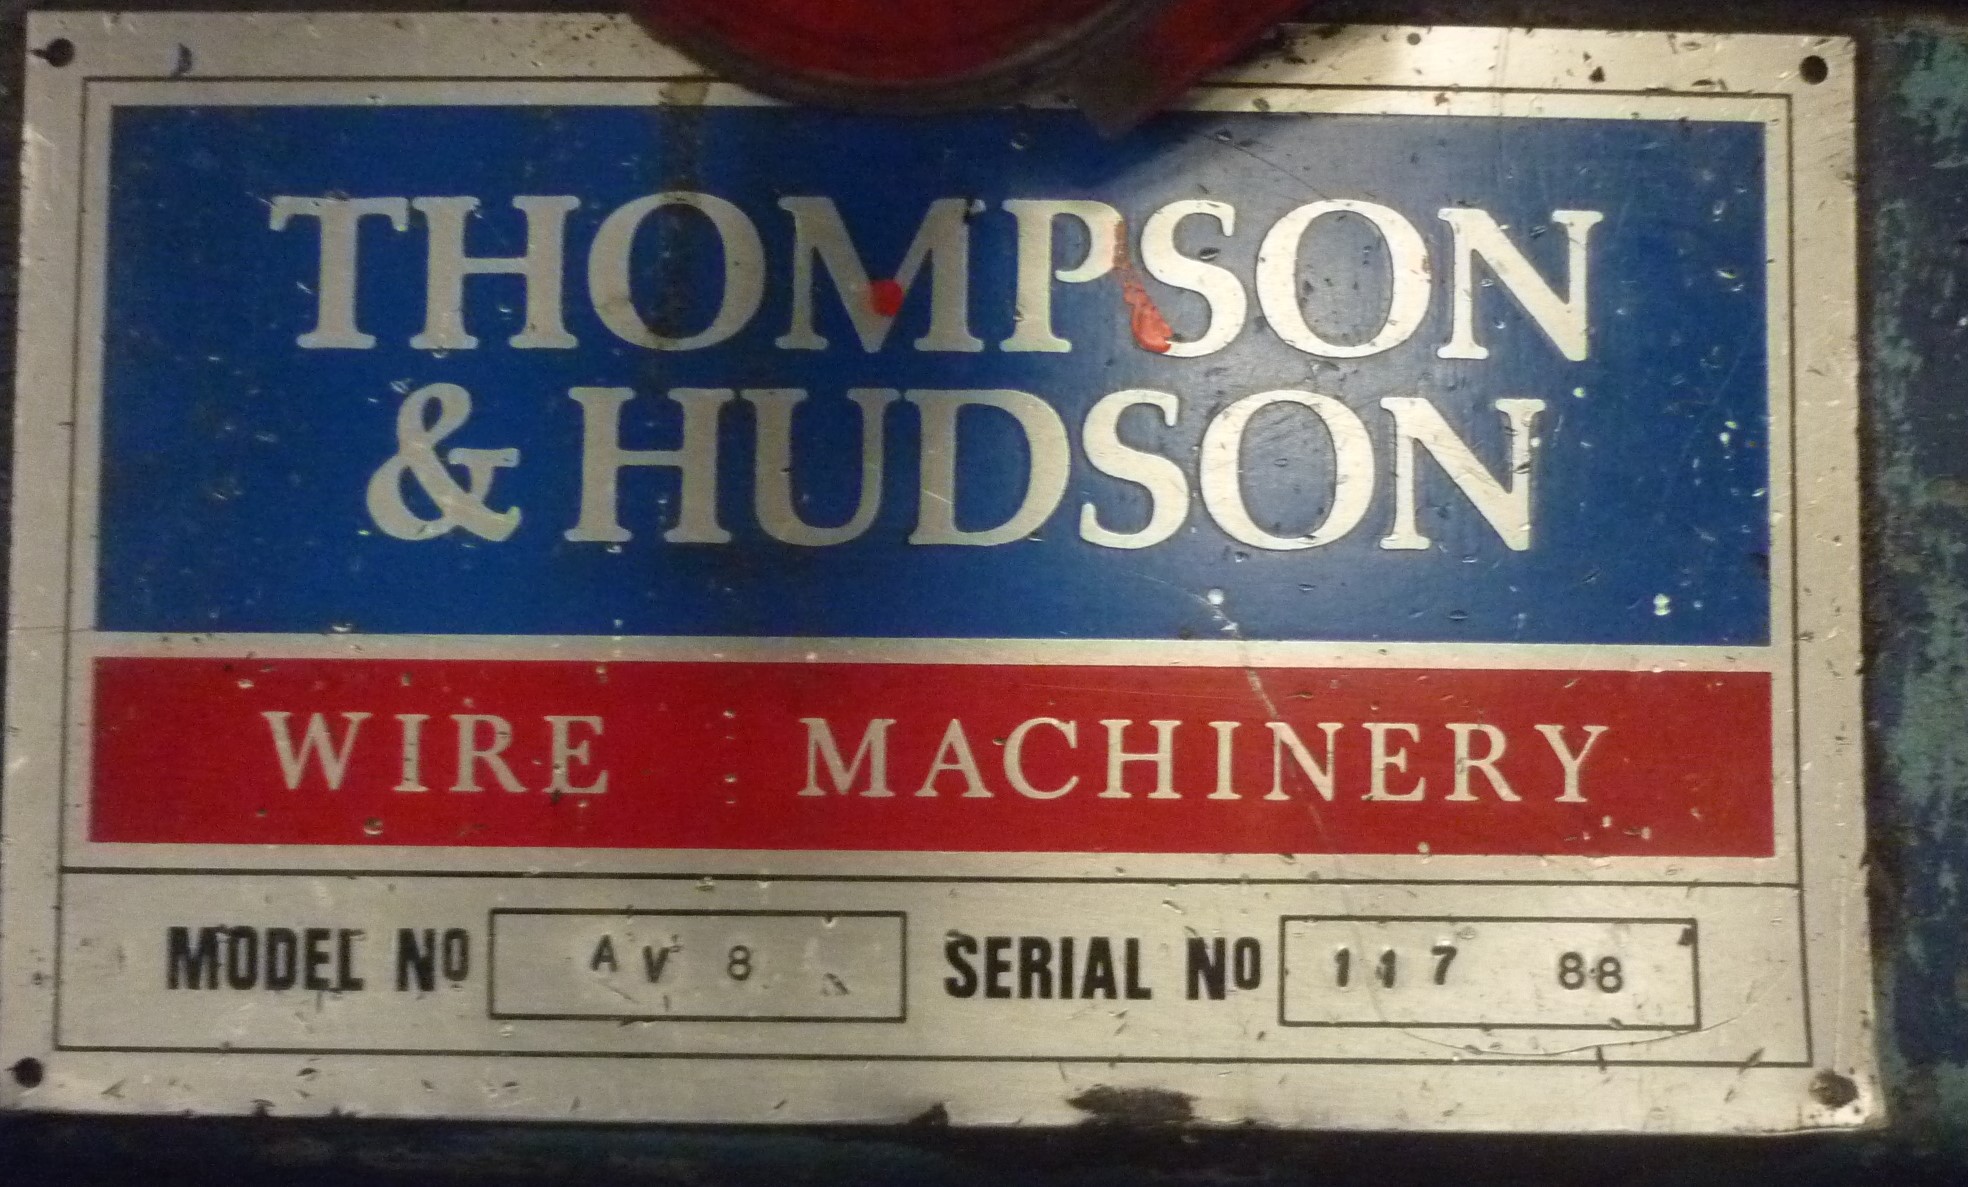 THOMPSON
& HUDSON
WIRE MACHINERY
MODEL NO AV 8 SERIAL NO 117 88